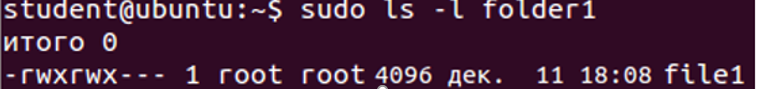 student@ubuntu:~$ sudo ls -l folder1
итого 0
-rwxrwx--- 1 root root 4096 дек. 11 18:08 file1